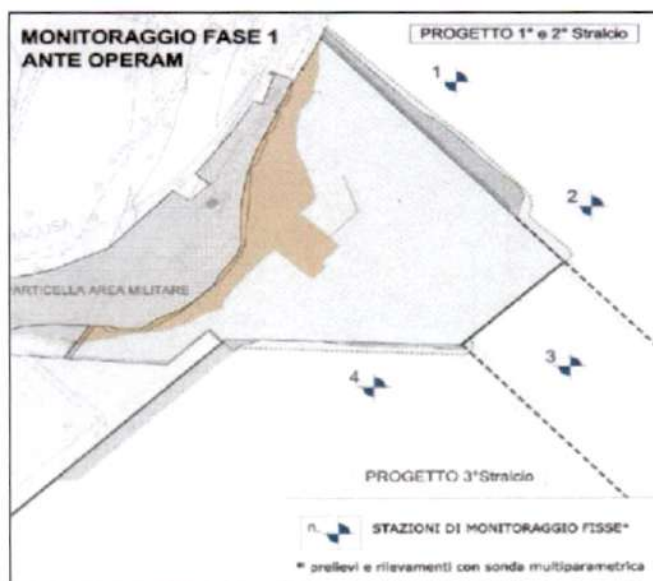 MONITORAGGIO FASE 1
ANTE OPERAM
PROGETTO 1° e 2° Stralcio
1
2
ARTICELLA AREA MILITARE
3
4
PROGETTO 3°Stralcio
n. STAZIONI DI MONITORAGGIO FISSE*
* prelievi e rilevamenti con sonda multiparametrica